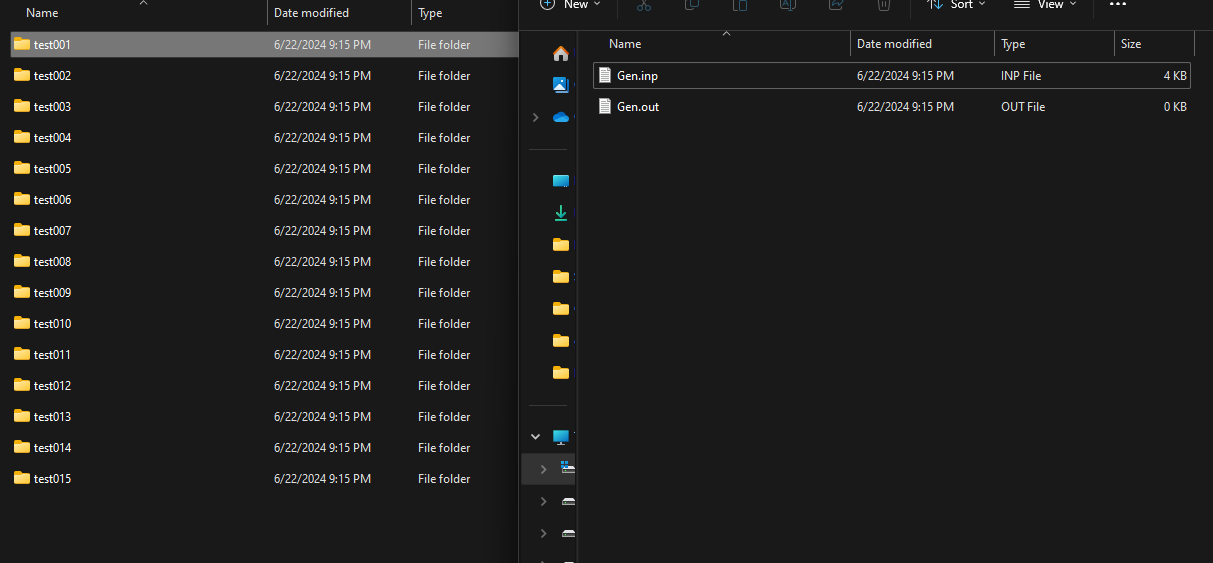 Name Date modified Type
test001 6/22/2024 9:15 PM File folder
test002 6/22/2024 9:15 PM File folder
test003 6/22/2024 9:15 PM File folder
test004 6/22/2024 9:15 PM File folder
test005 6/22/2024 9:15 PM File folder
test006 6/22/2024 9:15 PM File folder
test007 6/22/2024 9:15 PM File folder
test008 6/22/2024 9:15 PM File folder
test009 6/22/2024 9:15 PM File folder
test010 6/22/2024 9:15 PM File folder
test011 6/22/2024 9:15 PM File folder
test012 6/22/2024 9:15 PM File folder
test013 6/22/2024 9:15 PM File folder
test014 6/22/2024 9:15 PM File folder
test015 6/22/2024 9:15 PM File folder
New Sort View
Name Date modified Type Size
Gen.inp 6/22/2024 9:15 PM INP File 4 KB
Gen.out 6/22/2024 9:15 PM OUT File 0 KB